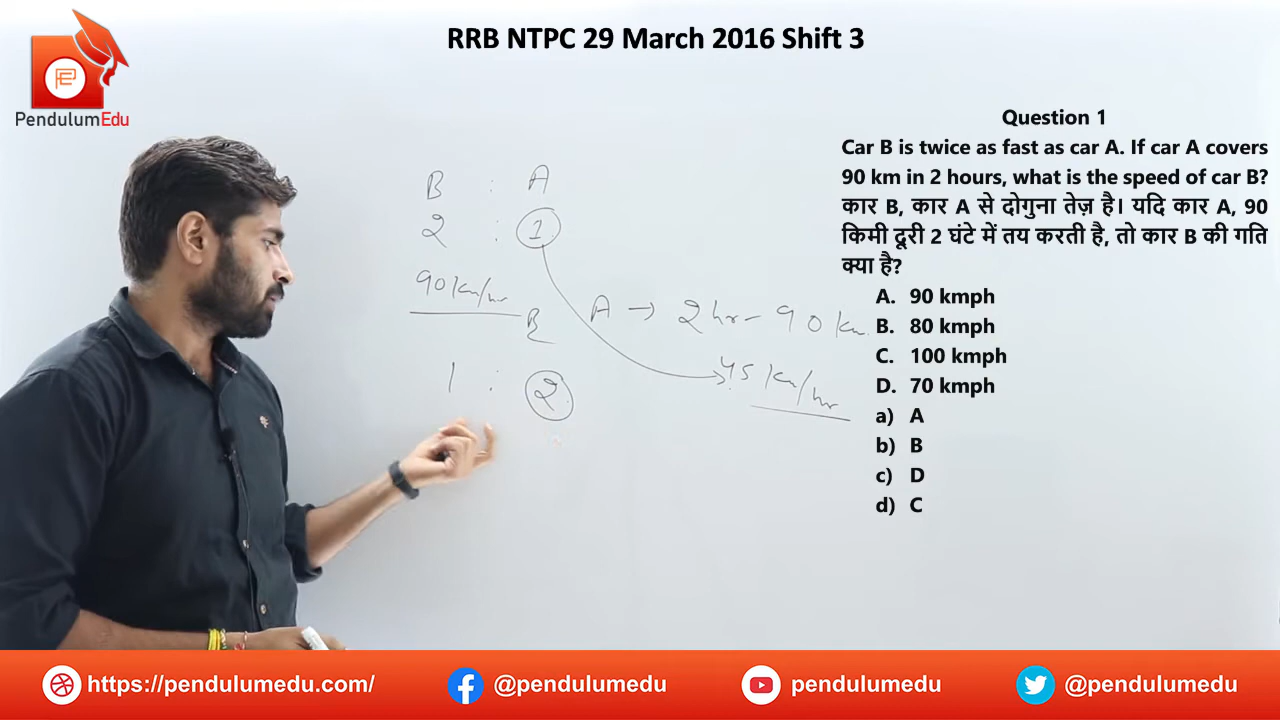 RRB NTPC 29 March 2016 Shift 3
PendulumEdu
Question 1
Car B is twice as fast as car A. If car A covers
90 km in 2 hours, what is the speed of car B?
कार B, कार A से दोगुना तेज़ है। यदि कार A, 90
किमी दूरी 2 घंटे में तय करती है, तो कार B की गति
क्या है?
A. 90 kmph
B. 80 kmph
C. 100 kmph
D. 70 kmph
a) A
b) B
c) D
d) C
B : A
2 : 1
90 km/hr
B
A → 2 hr - 90 km
45 km/hr
1 : 2
https://pendulumedu.com/
@pendulumedu
pendulumedu
@pendulumedu